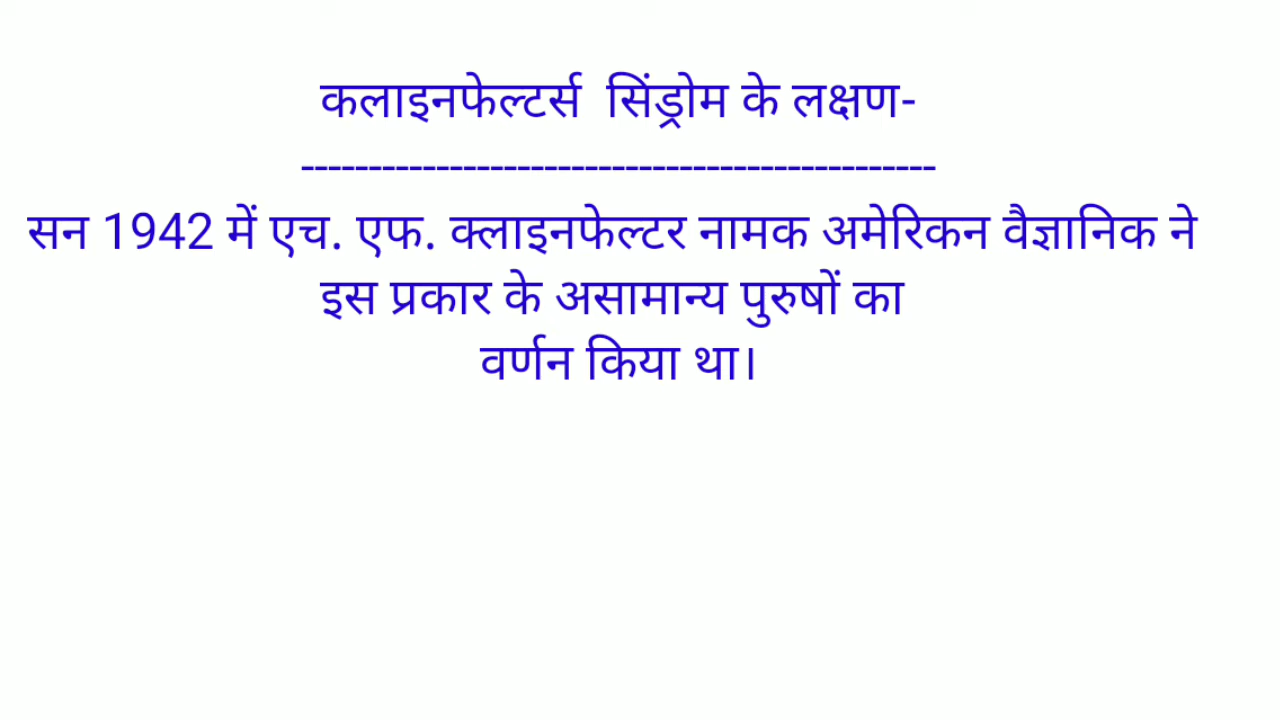 कलाइनफेल्टर्स  सिंड्रोम के लक्षण-
-----------------------------------------------
सन 1942 में एच. एफ. क्लाइनफेल्टर नामक अमेरिकन वैज्ञानिक ने
इस प्रकार के असामान्य पुरुषों का
वर्णन किया था।